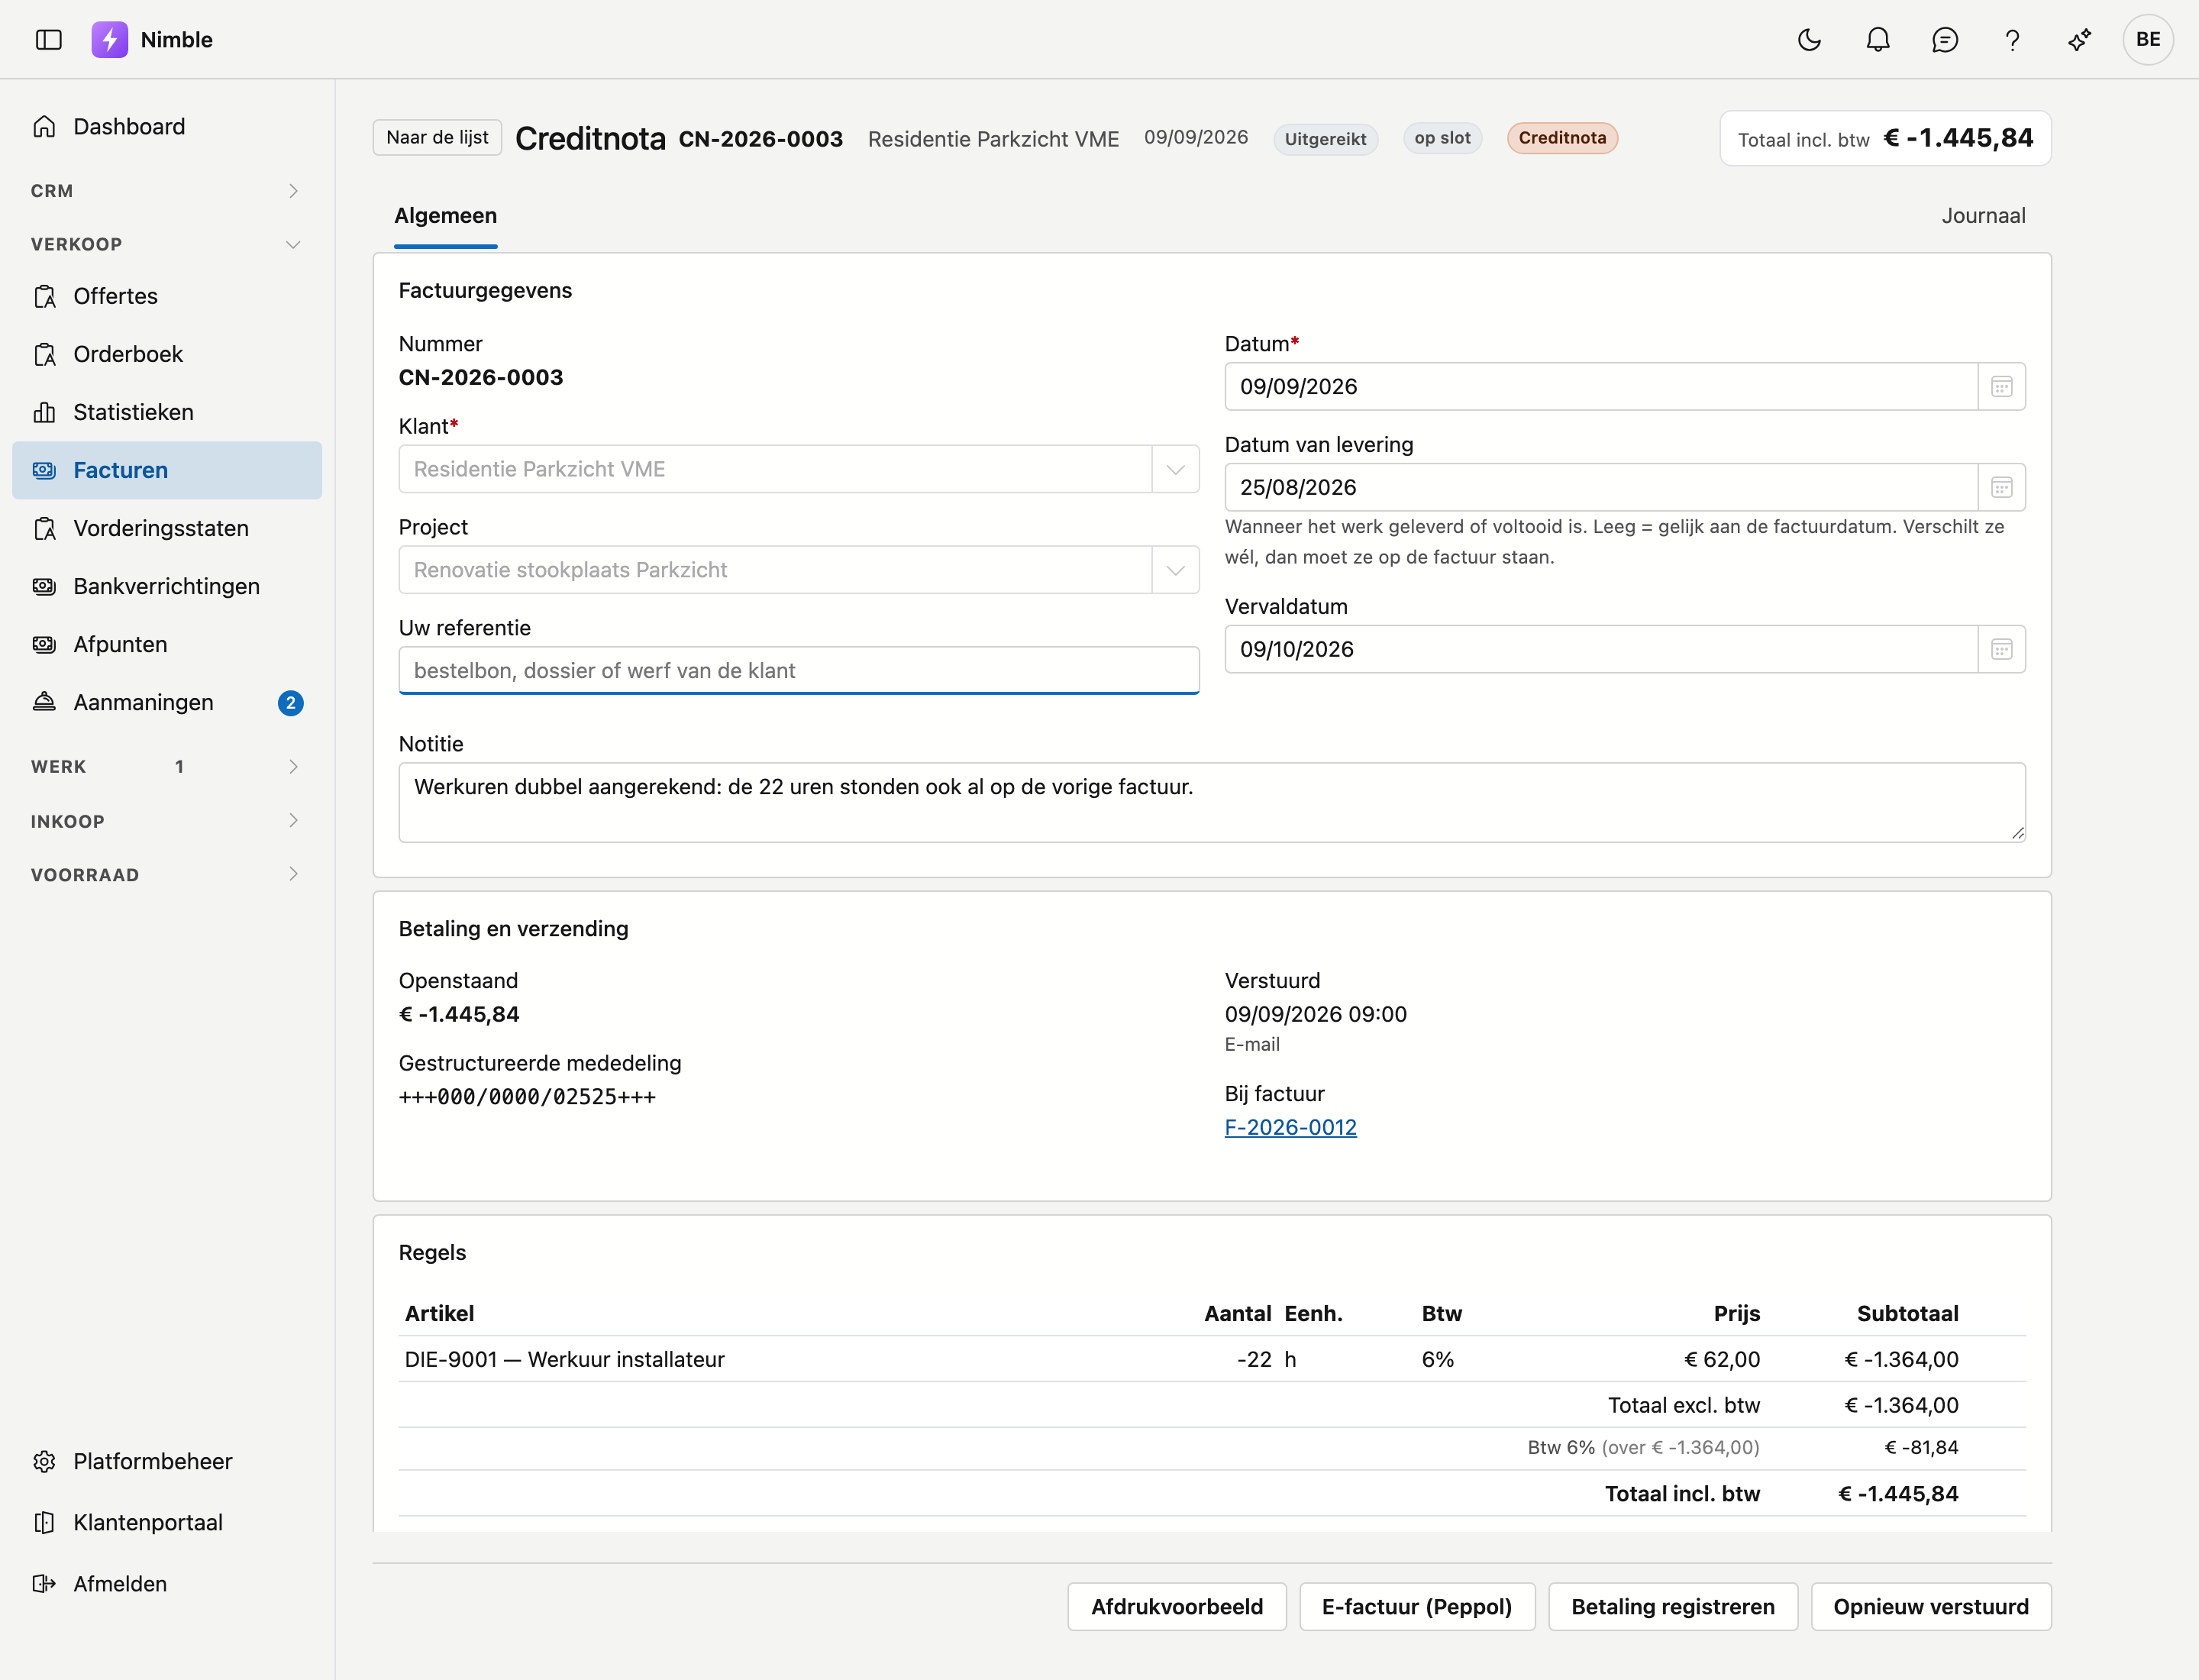 Nimble
BE
Dashboard
CRM
VERKOOP
Offertes
Orderboek
Statistieken
Facturen
Vorderingsstaten
Bankverrichtingen
Afpunten
Aanmaningen 2
WERK 1
INKOOP
VOORRAAD
Platformbeheer
Klantenportaal
Afmelden
Naar de lijst Creditnota CN-2026-0003 Residentie Parkzicht VME 09/09/2026 Uitgereikt op slot Creditnota Totaal incl. btw € -1.445,84
Algemeen Journaal
Factuurgegevens
Nummer
CN-2026-0003
Klant*
Residentie Parkzicht VME
Project
Renovatie stookplaats Parkzicht
Uw referentie
bestelbon, dossier of werf van de klant
Datum*
09/09/2026
Datum van levering
25/08/2026
Wanneer het werk geleverd of voltooid is. Leeg = gelijk aan de factuurdatum. Verschilt ze
wél, dan moet ze op de factuur staan.
Vervaldatum
09/10/2026
Notitie
Werkuren dubbel aangerekend: de 22 uren stonden ook al op de vorige factuur.
Betaling en verzending
Openstaand
€ -1.445,84
Gestructureerde mededeling
+++000/0000/02525+++
Verstuurd
09/09/2026 09:00
E-mail
Bij factuur
F-2026-0012
Regels
Artikel Aantal Eenh. Btw Prijs Subtotaal
DIE-9001 — Werkuur installateur -22 h 6% € 62,00 € -1.364,00
Totaal excl. btw € -1.364,00
Btw 6% (over € -1.364,00) € -81,84
Totaal incl. btw € -1.445,84
Afdrukvoorbeeld E-factuur (Peppol) Betaling registreren Opnieuw verstuurd